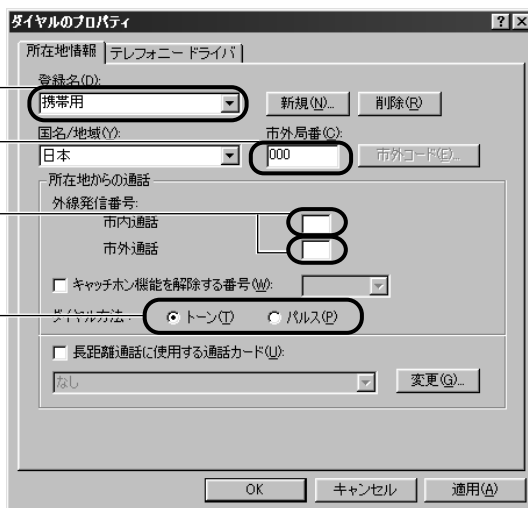 ダイヤルのプロパティ
所在地情報 テレフォニー ドライバ
登録名(D):
携帯用 新規(N)... 削除(R)
国名/地域(Y): 市外局番(C):
日本 000 市外コード(E)...
所在地からの通話
外線発信番号:
市内通話
市外通話
キャッチホン機能を解除する番号(W):
ダイヤル方法: トーン(T) パルス(P)
長距離通話に使用する通話カード(U):
なし 変更(G)...
OK キャンセル 適用(A)